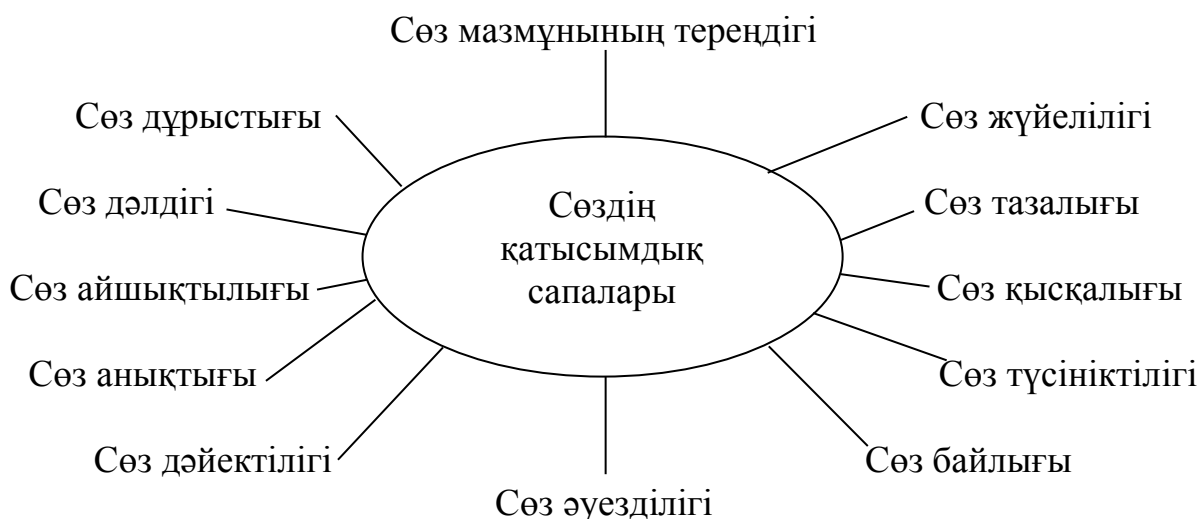 Сөз мазмұнының тереңдігі
Сөз дұрыстығы
Сөз жүйелілігі
Сөз дәлдігі
Сөздің
қатысымдық
сапалары
Сөз тазалығы
Сөз айшықтылығы
Сөз қысқалығы
Сөз анықтығы
Сөз түсініктілігі
Сөз дәйектілігі
Сөз байлығы
Сөз әуезділігі